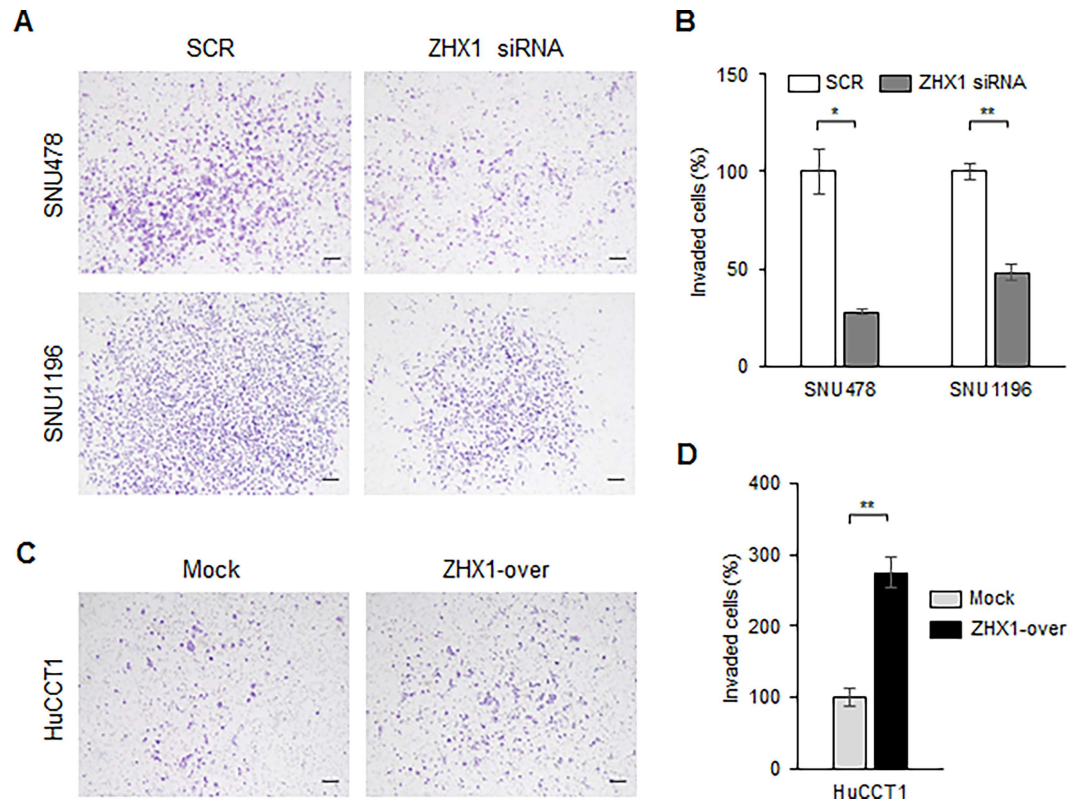 A
SCR ZHX1 siRNA
SNU478
SNU1196
B
150
100
50
0
Invaded cells (%)
SCR ZHX1 siRNA
* **
SNU478 SNU1196
C
Mock ZHX1-over
HuCCT1
D
400
300
200
100
0
Invaded cells (%)
**
Mock
ZHX1-over
HuCCT1